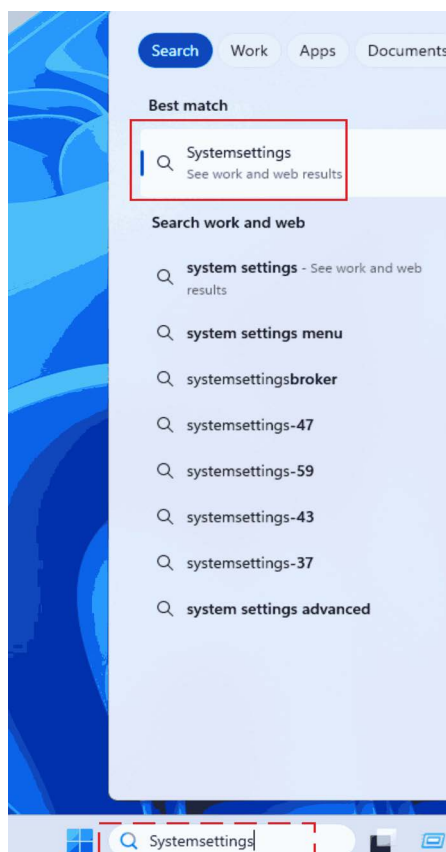 Search Work Apps Documents
Best match
Systemsettings
See work and web results
Search work and web
system settings - See work and web
results
system settings menu
systemsettingsbroker
systemsettings-47
systemsettings-59
systemsettings-43
systemsettings-37
system settings advanced
Systemsettings